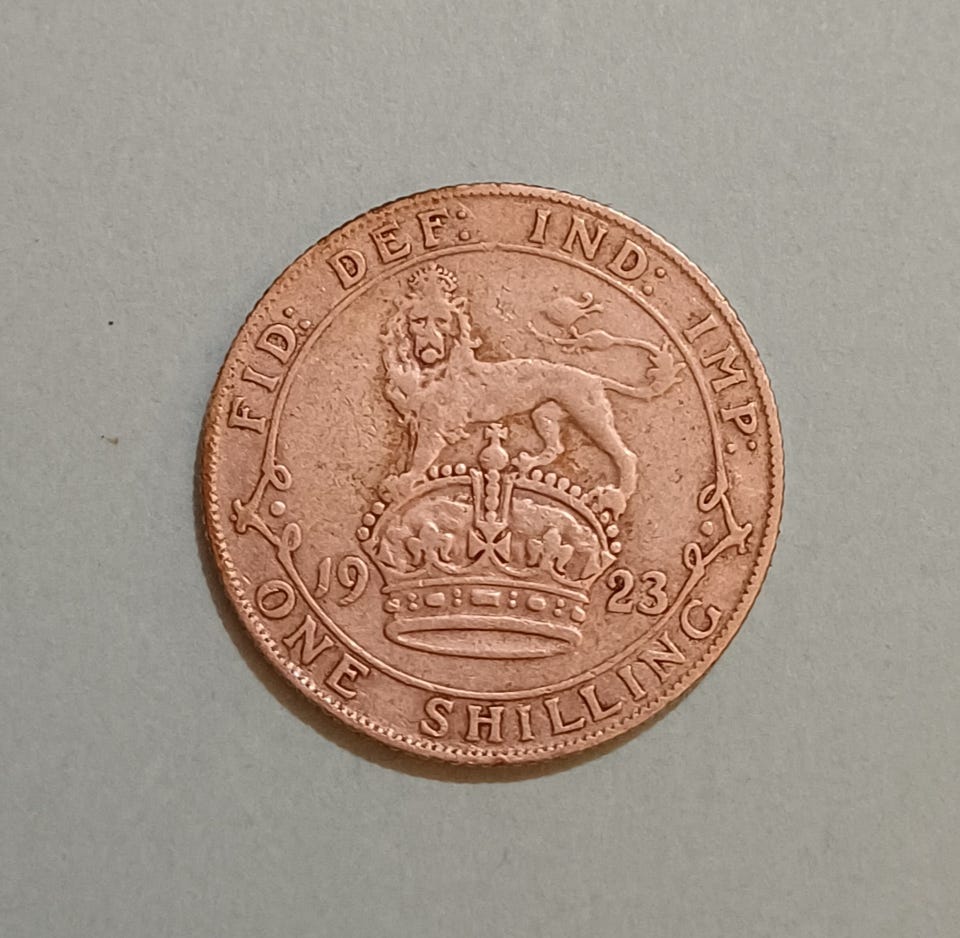 FID: DEF: IND: IMP:
19 23
ONE SHILLING